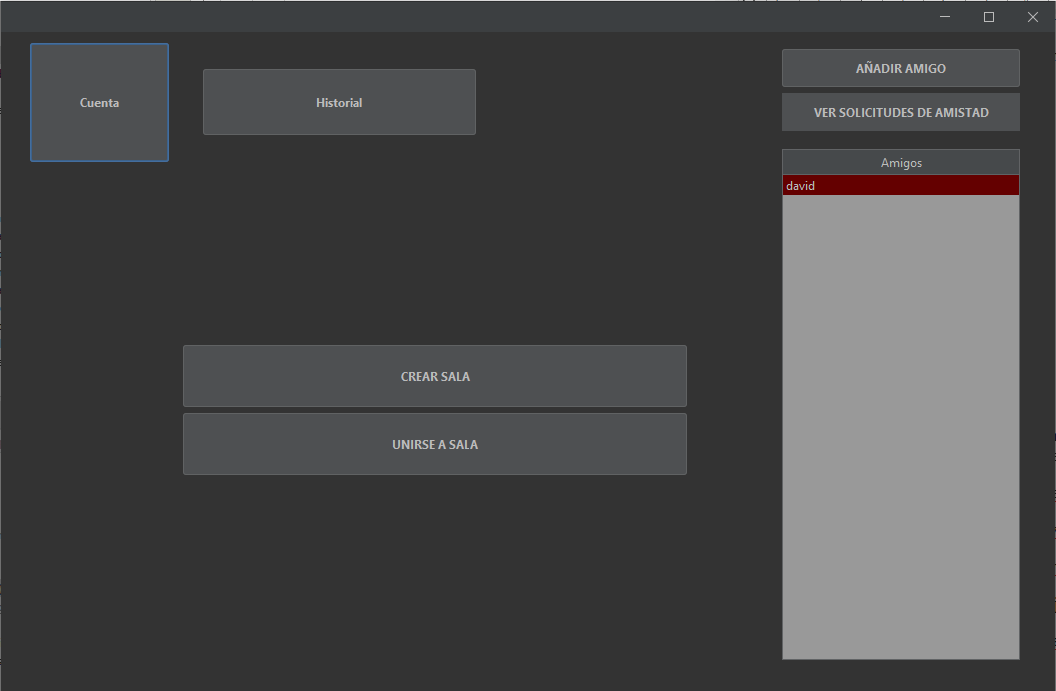 Cuenta
Historial
AÑADIR AMIGO
VER SOLICITUDES DE AMISTAD
Amigos
david
CREAR SALA
UNIRSE A SALA